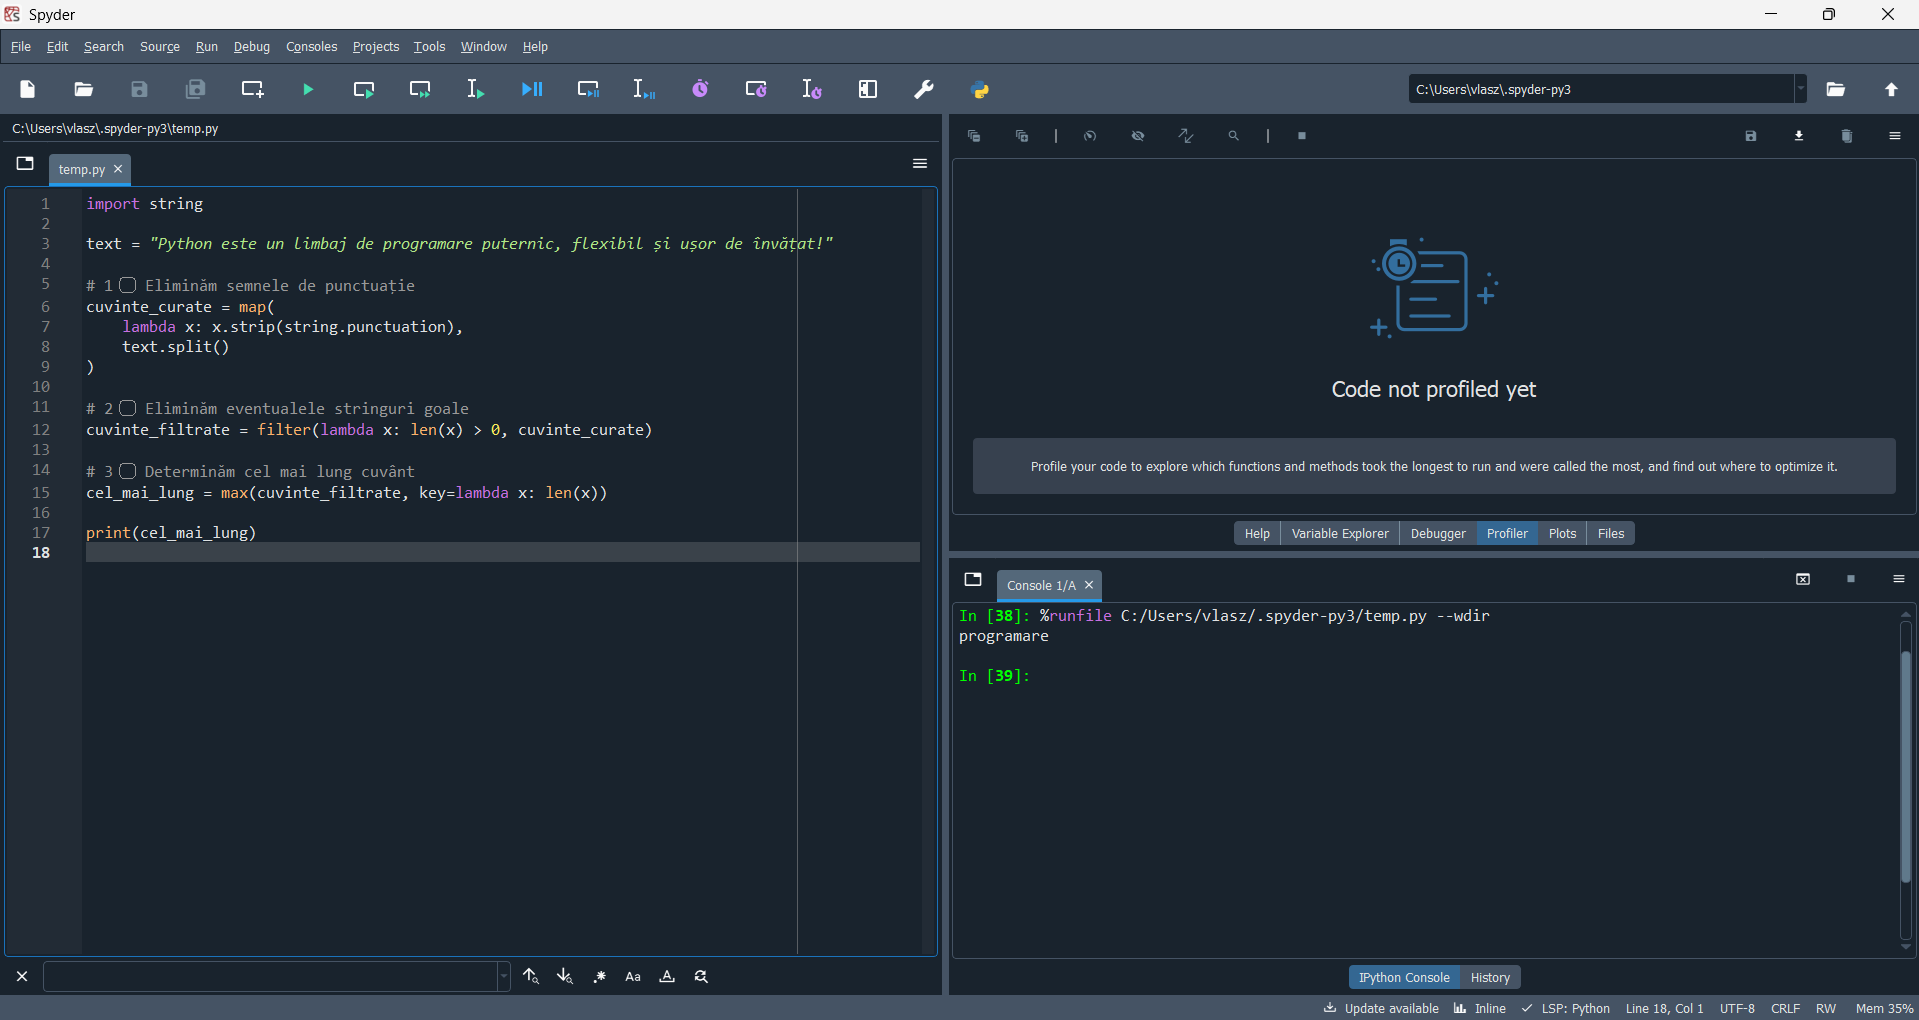 Spyder
File Edit Search Source Run Debug Consoles Projects Tools Window Help
C:\Users\vlasz\.spyder-py3
C:\Users\vlasz\.spyder-py3\temp.py
temp.py
1 import string
2
3 text = "Python este un limbaj de programare puternic, flexibil și ușor de învățat!"
4
5 # 1 Eliminăm semnele de punctuație
6 cuvinte_curate = map(
7 lambda x: x.strip(string.punctuation),
8 text.split()
9 )
10
11 # 2 Eliminăm eventualele stringuri goale
12 cuvinte_filtrate = filter(lambda x: len(x) > 0, cuvinte_curate)
13
14 # 3 Determinăm cel mai lung cuvânt
15 cel_mai_lung = max(cuvinte_filtrate, key=lambda x: len(x))
16
17 print(cel_mai_lung)
18
Aa
Code not profiled yet
Profile your code to explore which functions and methods took the longest to run and were called the most, and find out where to optimize it.
Help Variable Explorer Debugger Profiler Plots Files
Console 1/A
In [38]: %runfile C:/Users/vlasz/.spyder-py3/temp.py --wdir
programare
In [39]:
IPython Console History
Update available Inline LSP: Python Line 18, Col 1 UTF-8 CRLF RW Mem 35%